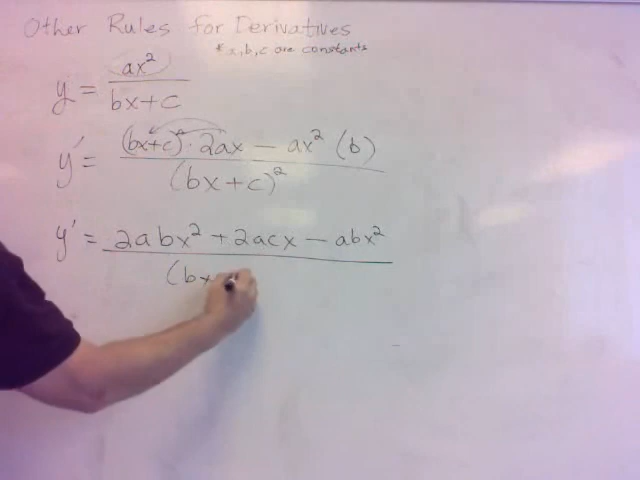 Other Rules for Derivatives
*a,b,c are constants
y = ax² / bx+c
y' = (bx+c)·2ax − ax² (b) / (bx+c)²
y' = 2abx² + 2acx − abx² / (bx